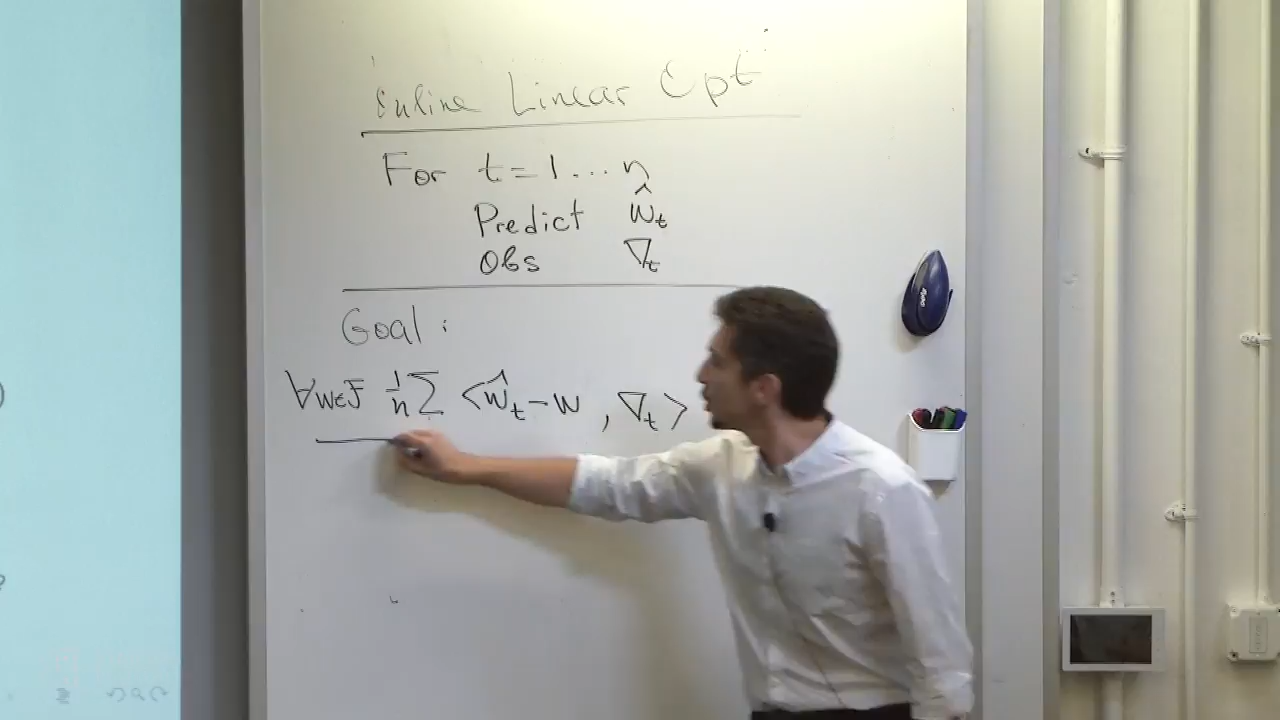 Online Linear Opt
For t = 1 ... n
Predict ŵ_t
Obs ∇_t
Goal :
∀w∈F 1/n ∑ <ŵ_t - w , ∇_t>